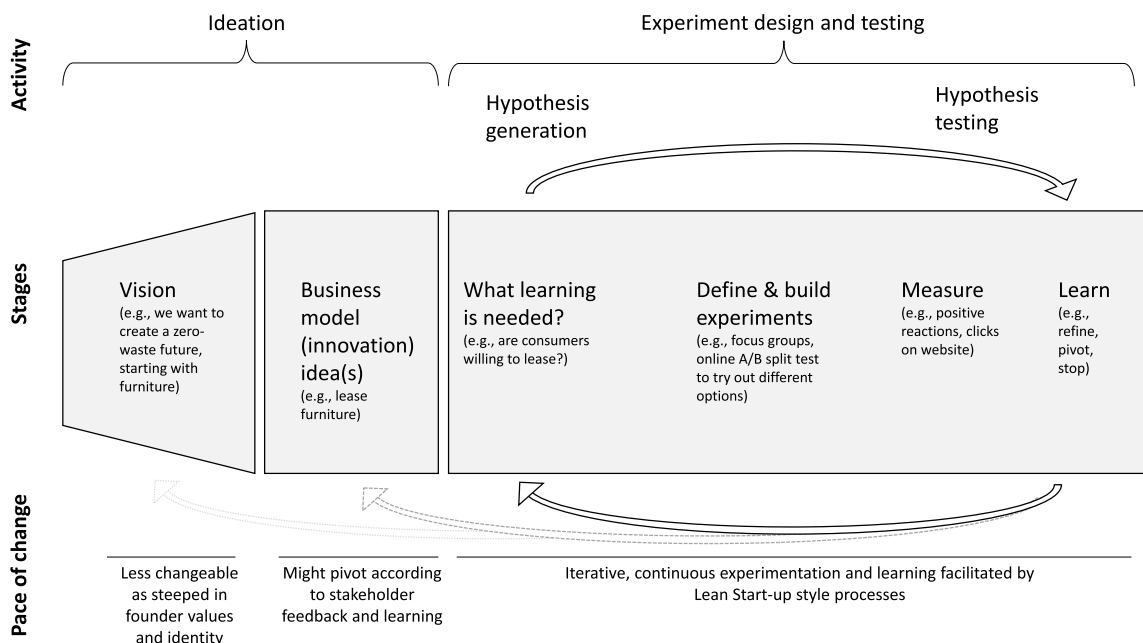 Activity
Ideation
Experiment design and testing
Hypothesis
generation
Hypothesis
testing
Stages
Vision
(e.g., we want to
create a zero-
waste future,
starting with
furniture)
Business
model
(innovation)
idea(s)
(e.g., lease
furniture)
What learning
is needed?
(e.g., are consumers
willing to lease?)
Define & build
experiments
(e.g., focus groups,
online A/B split test
to try out different
options)
Measure
(e.g., positive
reactions, clicks
on website)
Learn
(e.g.,
refine,
pivot,
stop)
Pace of change
Less changeable
as steeped in
founder values
and identity
Might pivot according
to stakeholder
feedback and learning
Iterative, continuous experimentation and learning facilitated by
Lean Start-up style processes